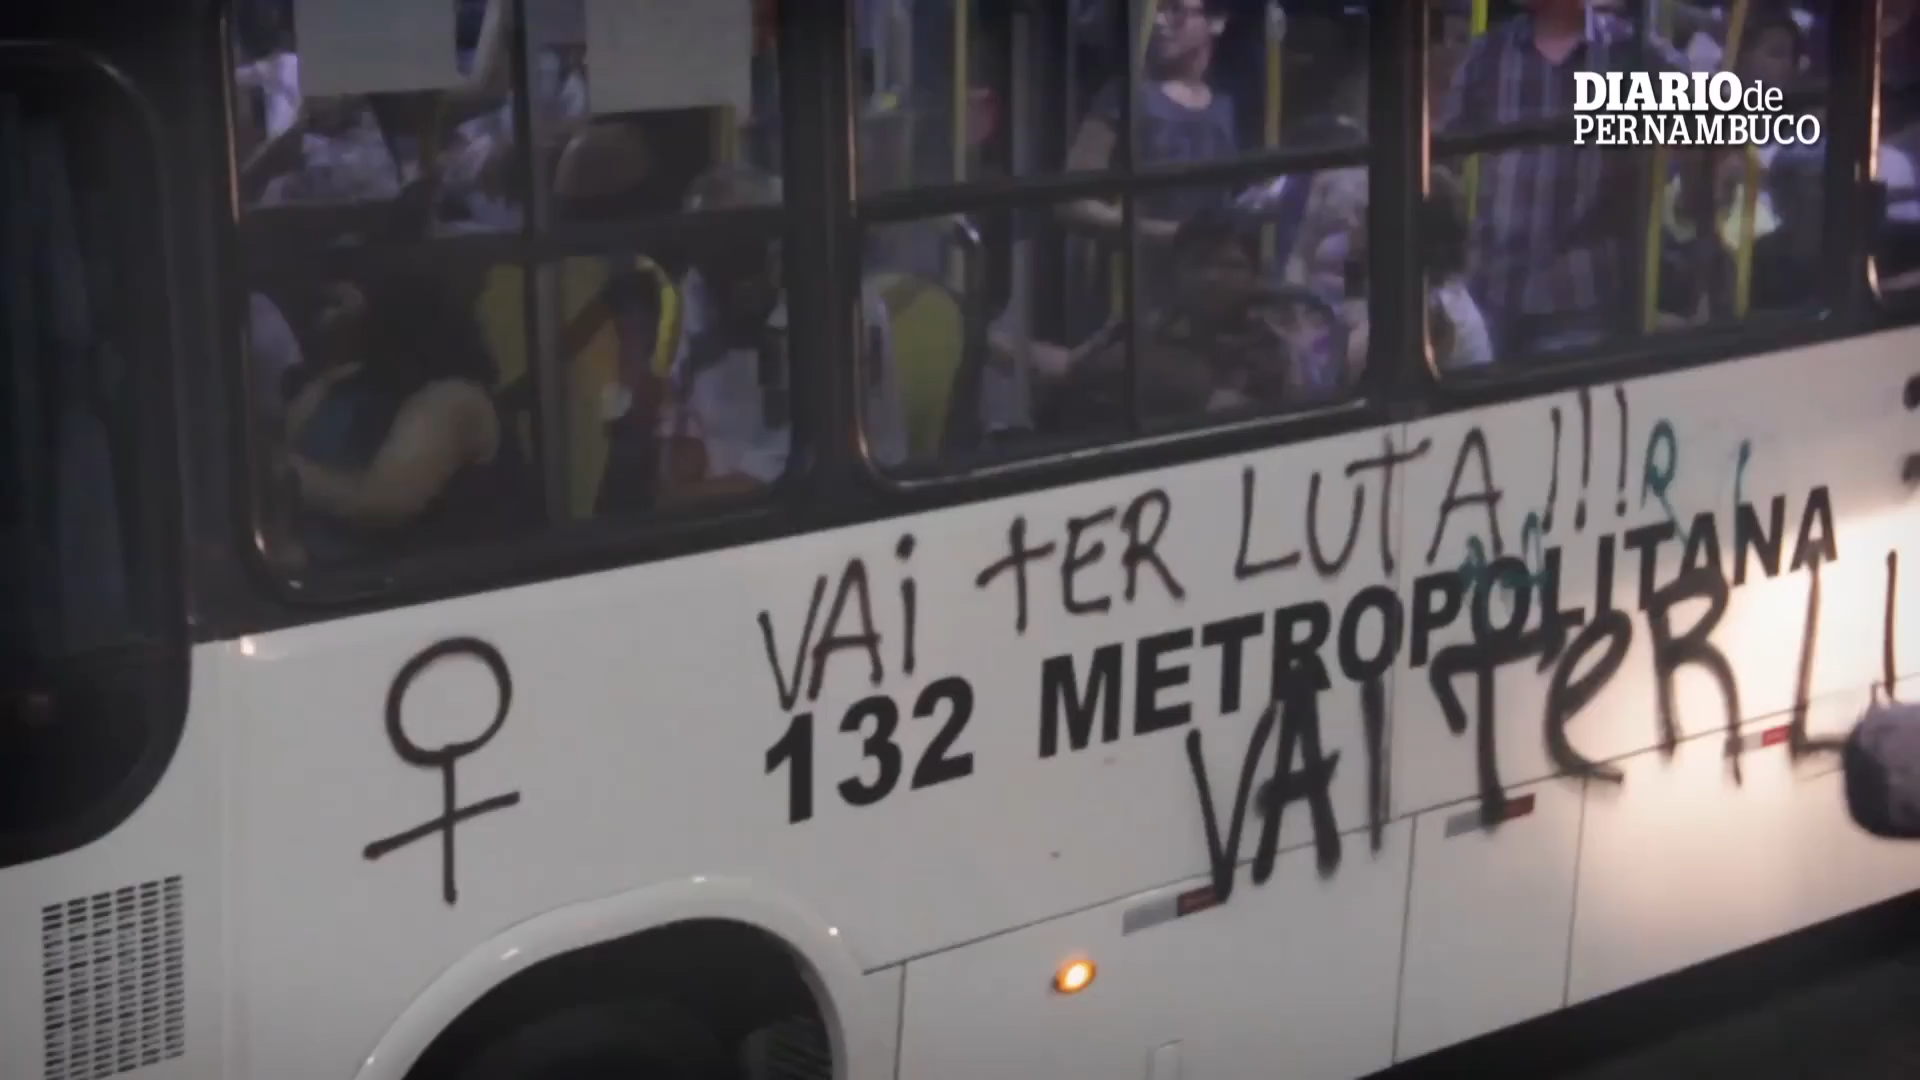 DIARIO de
PERNAMBUCO
VAi tER LUTA !!!
132 METROPOLITANA
VAI TeR L